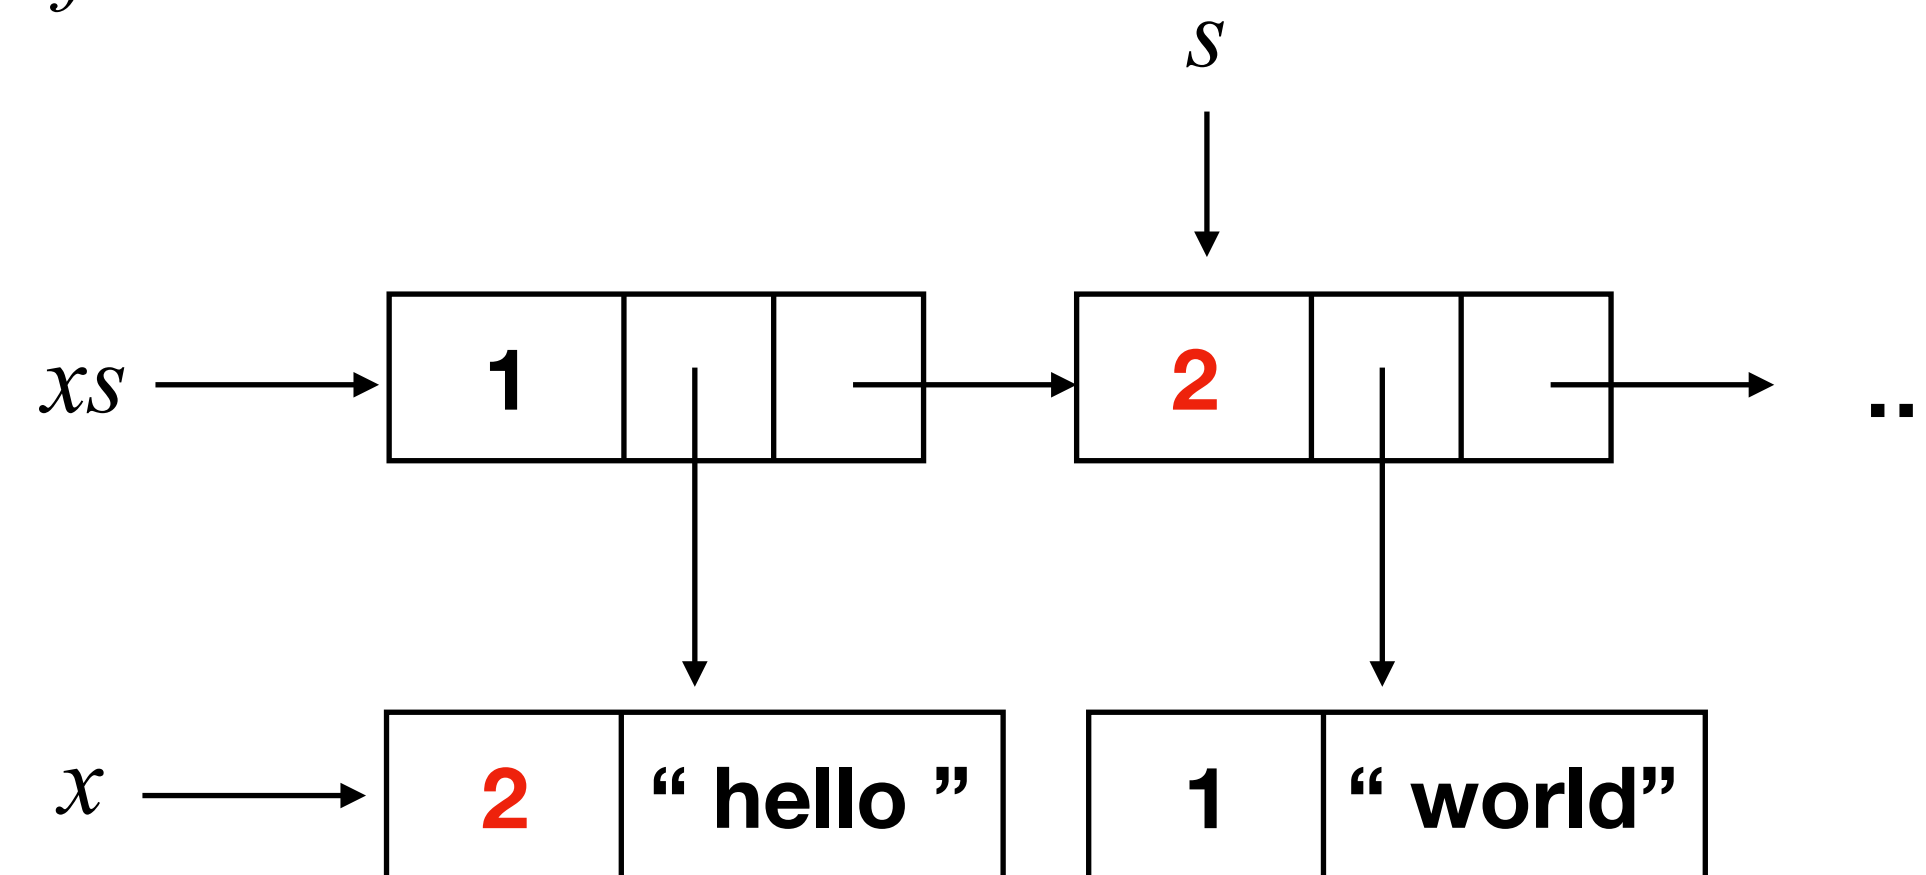 s
xs 1 2 ..
x 2 “ hello ” 1 “ world”